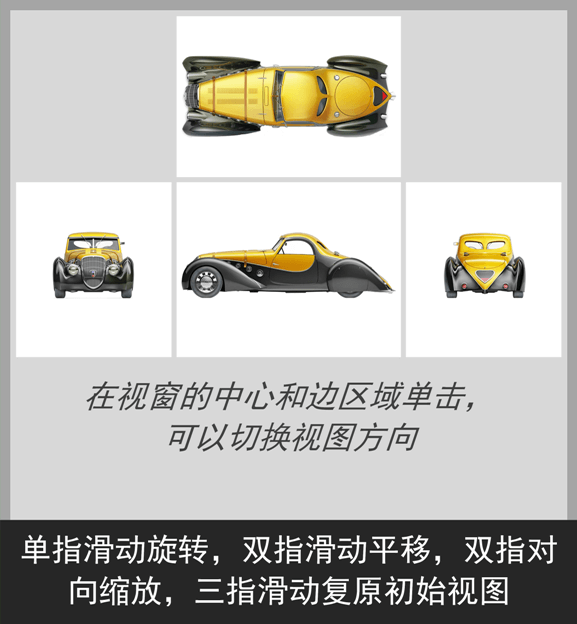 在视窗的中心和边区域单击，
可以切换视图方向
单指滑动旋转，双指滑动平移，双指对
向缩放，三指滑动复原初始视图